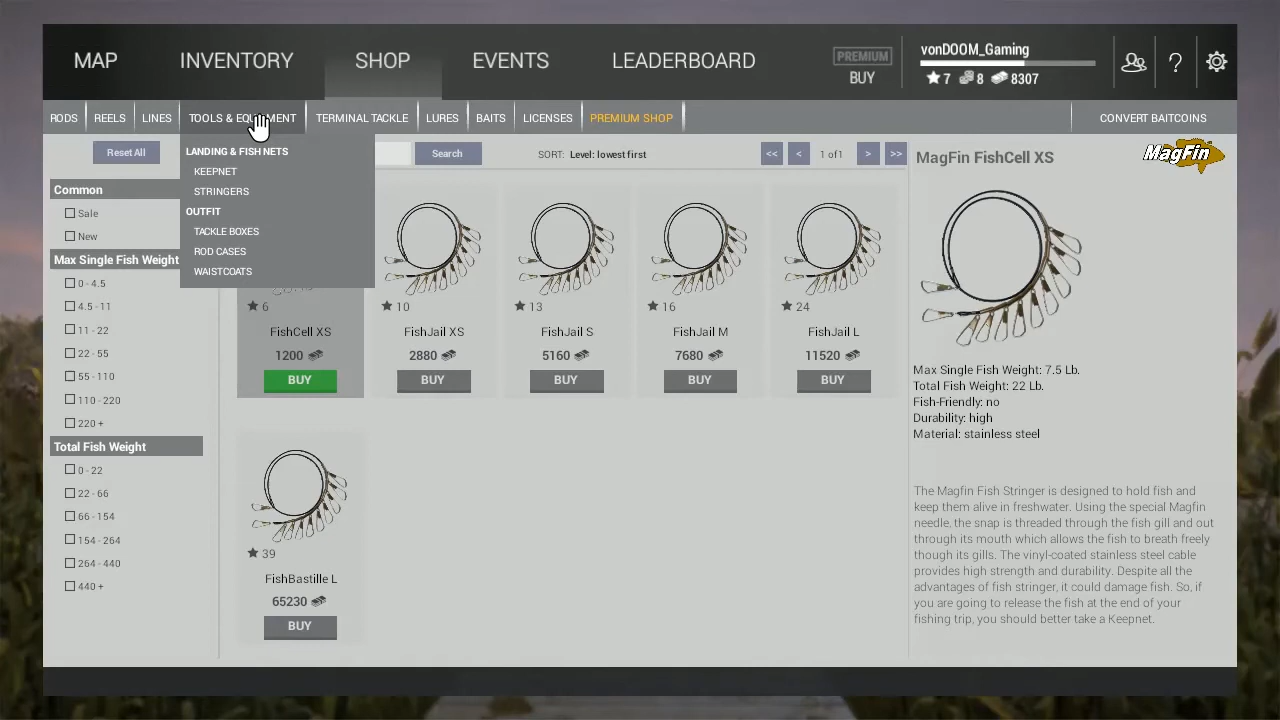 MAP
INVENTORY
SHOP
EVENTS
LEADERBOARD
PREMIUM
BUY
vonDOOM_Gaming
7
8
8307
RODS
REELS
LINES
TOOLS & EQUIPMENT
TERMINAL TACKLE
LURES
BAITS
LICENSES
PREMIUM SHOP
CONVERT BAITCOINS
Reset All
LANDING & FISH NETS
KEEPNET
STRINGERS
OUTFIT
TACKLE BOXES
ROD CASES
WAISTCOATS
Search
SORT: Level: lowest first
<<
<
1 of1
>
>>
Common
Sale
New
Max Single Fish Weight
0 - 4.5
4.5 - 11
11 - 22
22 - 55
55 - 110
110 - 220
220 +
Total Fish Weight
0 - 22
22 - 66
66 - 154
154 - 264
264 - 440
440 +
6
FishCell XS
1200
BUY
10
FishJail XS
2880
BUY
13
FishJail S
5160
BUY
16
FishJail M
7680
BUY
24
FishJail L
11520
BUY
39
FishBastille L
65230
BUY
MagFin FishCell XS
MagFin
Max Single Fish Weight: 7.5 Lb.
Total Fish Weight: 22 Lb.
Fish-Friendly: no
Durability: high
Material: stainless steel
The Magfin Fish Stringer is designed to hold fish and
keep them alive in freshwater. Using the special Magfin
needle, the snap is threaded through the fish gill and out
through its mouth which allows the fish to breath freely
though its gills. The vinyl-coated stainless steel cable
provides high strength and durability. Despite all the
advantages of fish stringer, it could damage fish. So, if
you are going to release the fish at the end of your
fishing trip, you should better take a Keepnet.